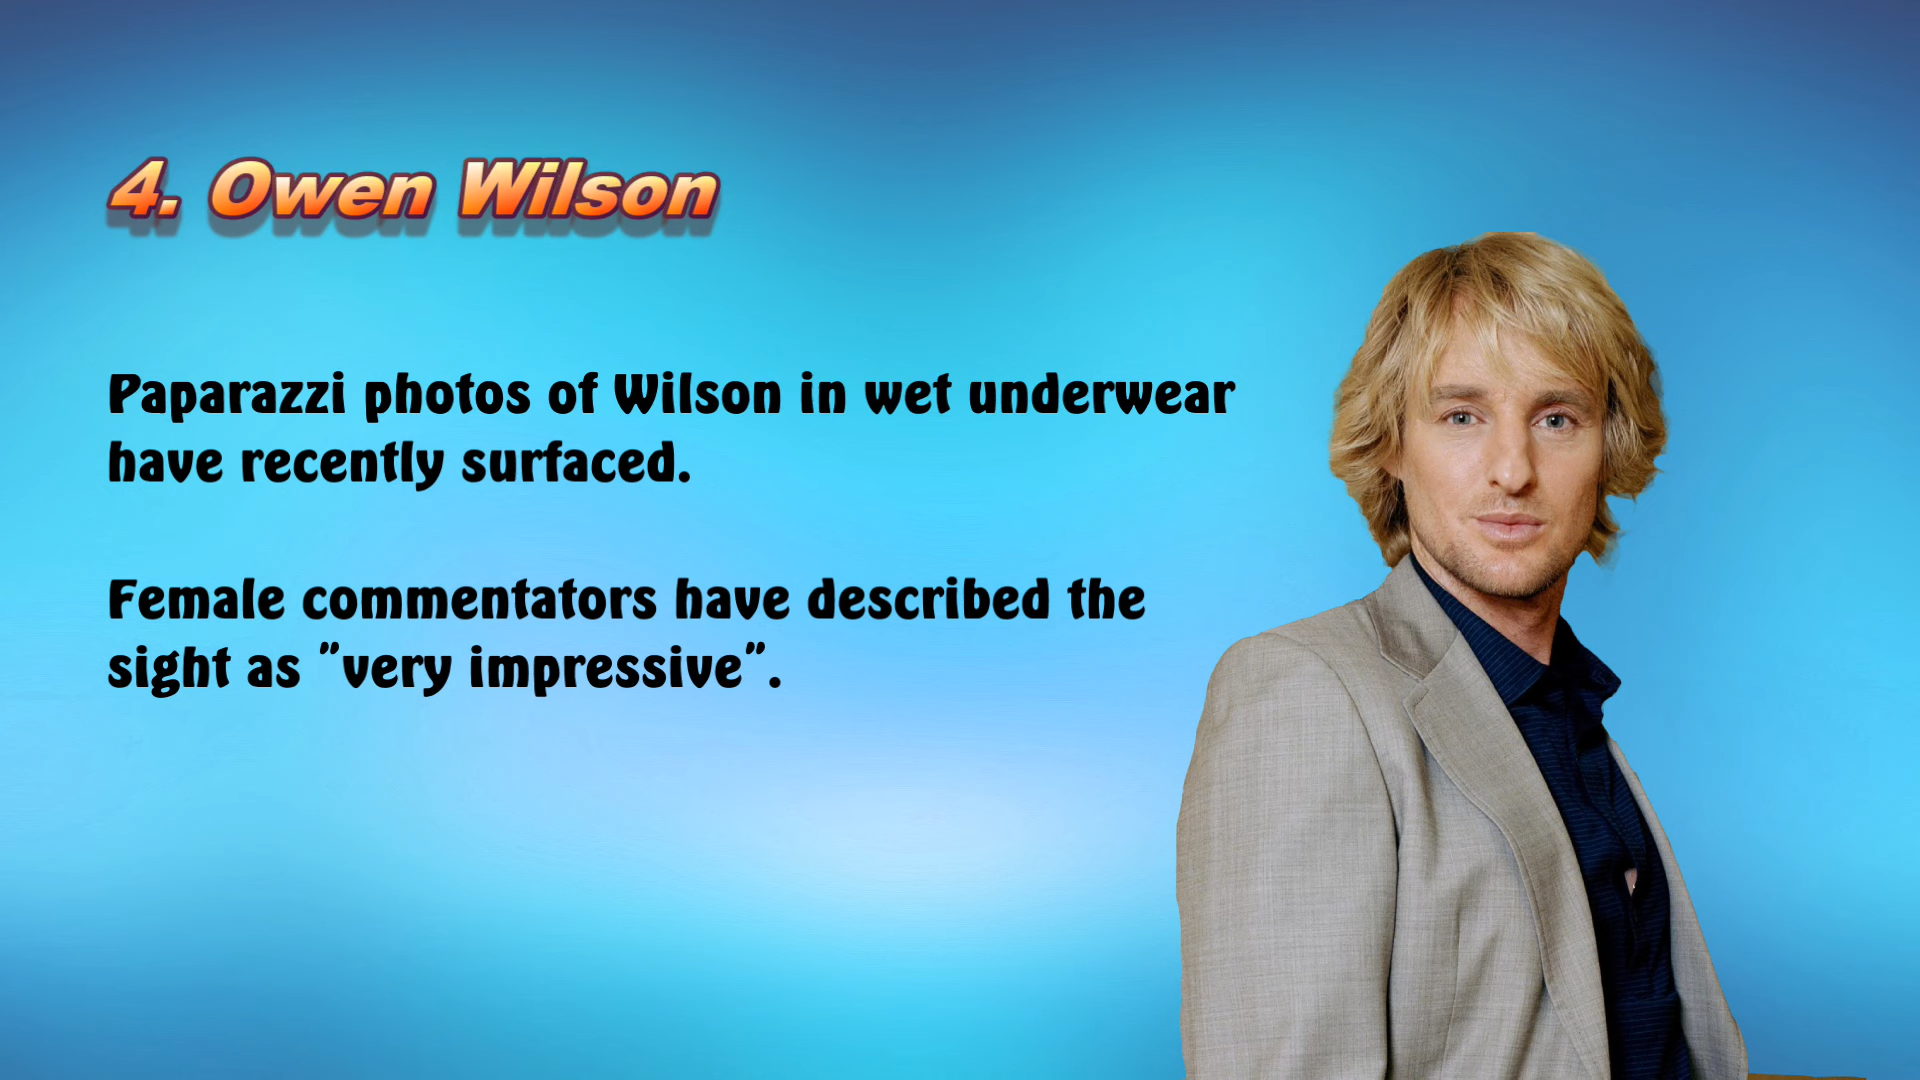 4. Owen Wilson
Paparazzi photos of Wilson in wet underwear
have recently surfaced.
Female commentators have described the
sight as "very impressive".